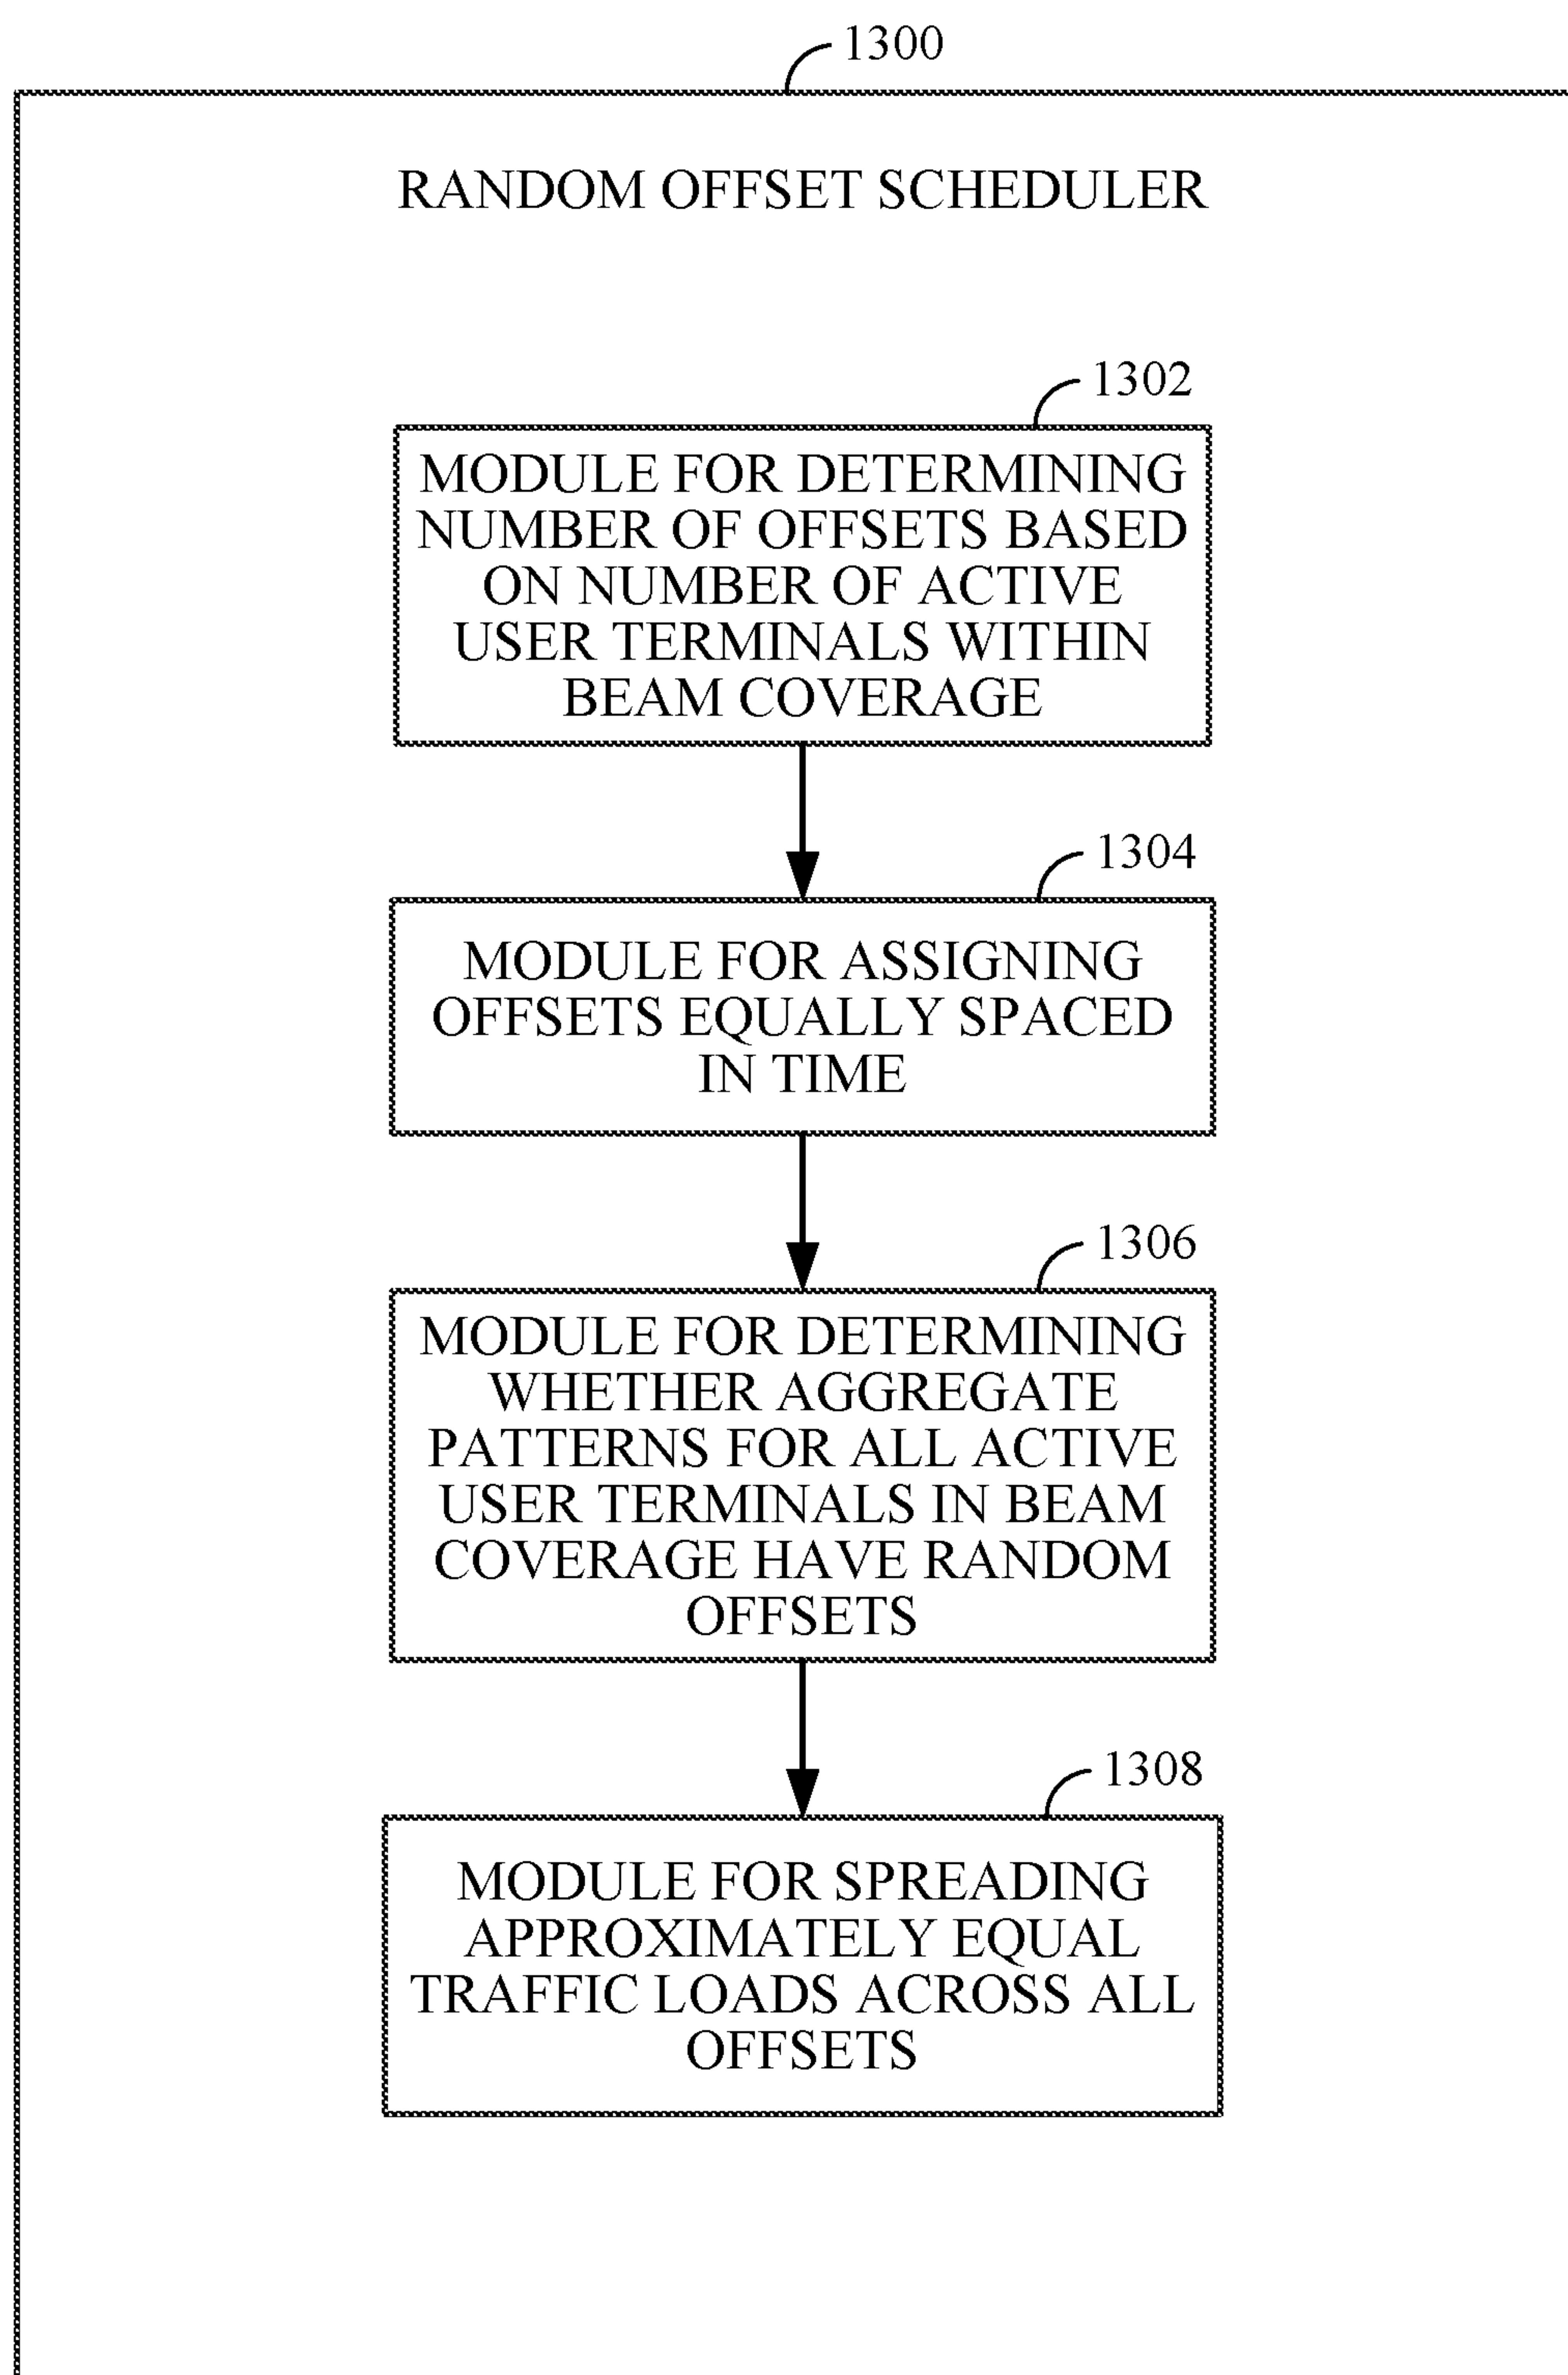 1300
RANDOM OFFSET SCHEDULER
1302
MODULE FOR DETERMINING
NUMBER OF OFFSETS BASED
ON NUMBER OF ACTIVE
USER TERMINALS WITHIN
BEAM COVERAGE
1304
MODULE FOR ASSIGNING
OFFSETS EQUALLY SPACED
IN TIME
1306
MODULE FOR DETERMINING
WHETHER AGGREGATE
PATTERNS FOR ALL ACTIVE
USER TERMINALS IN BEAM
COVERAGE HAVE RANDOM
OFFSETS
1308
MODULE FOR SPREADING
APPROXIMATELY EQUAL
TRAFFIC LOADS ACROSS ALL
OFFSETS